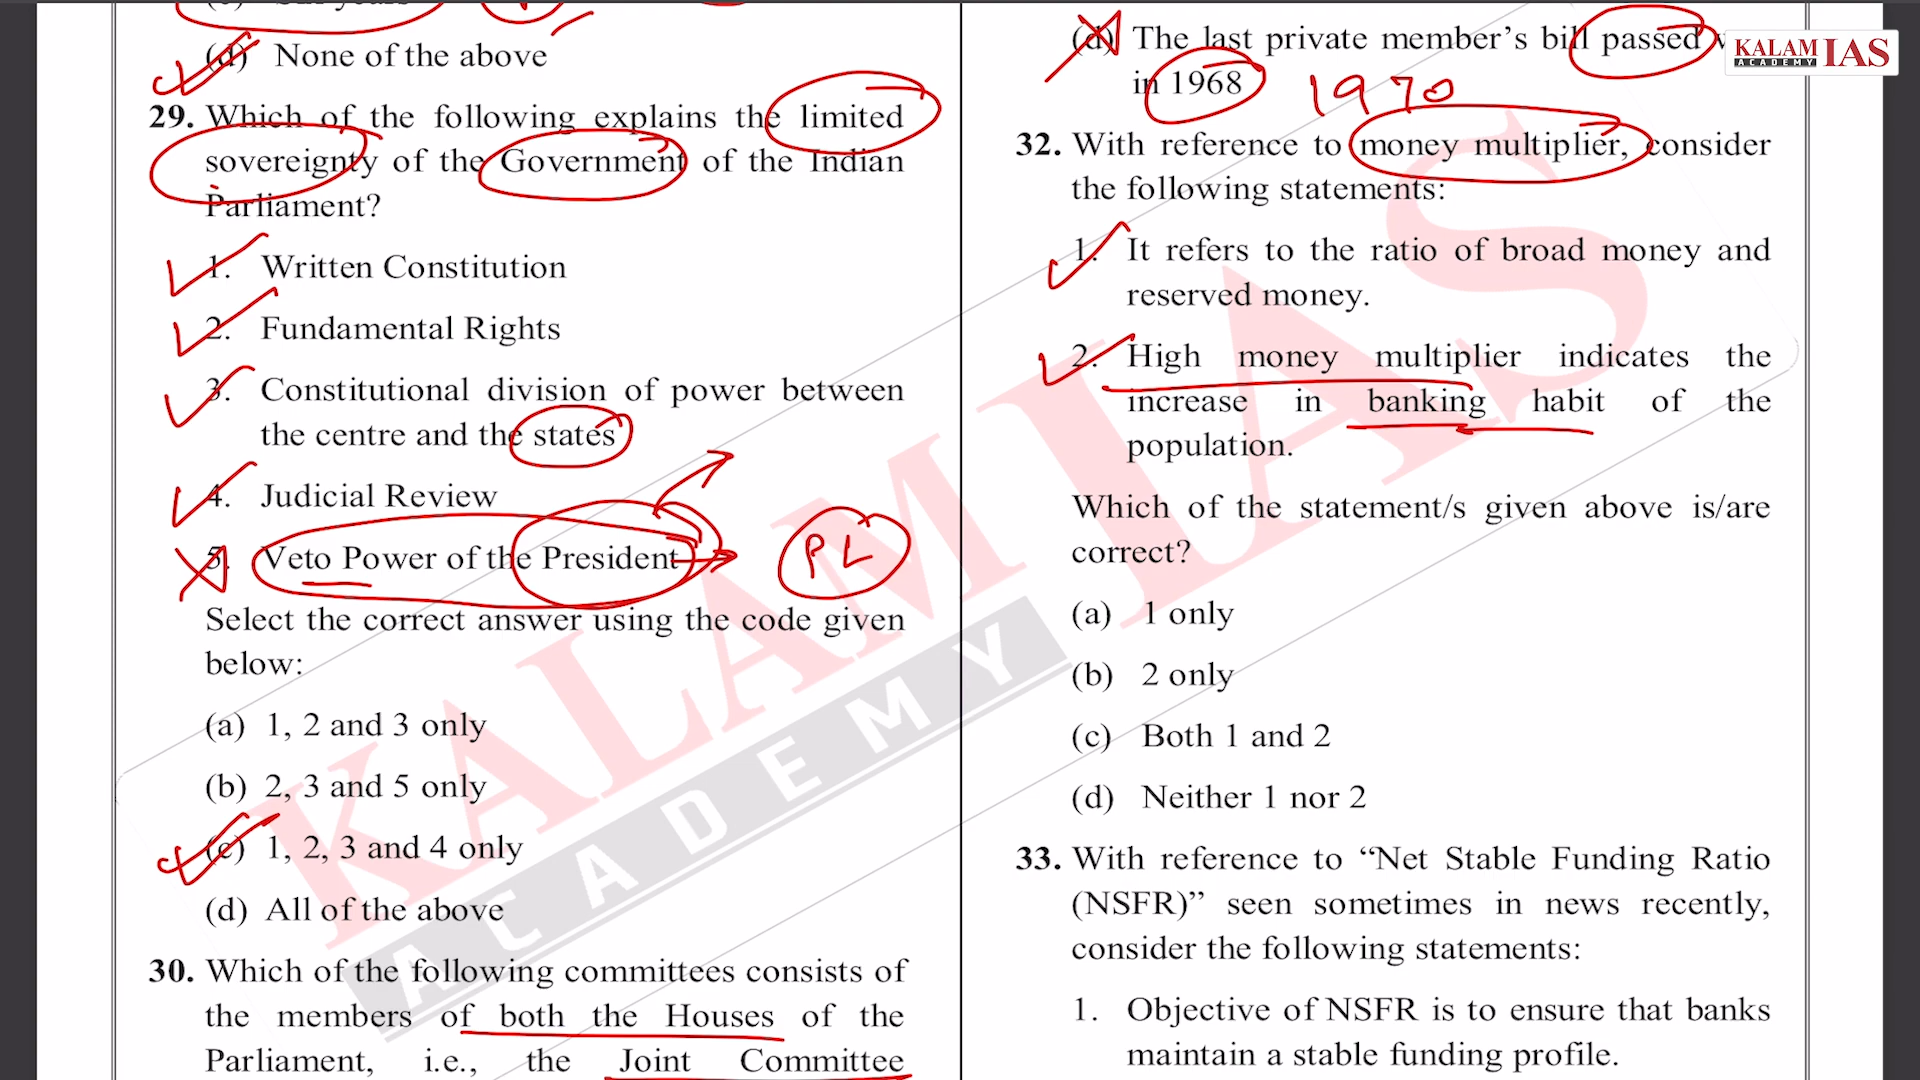 (d) None of the above
29. Which of the following explains the limited
sovereignty of the Government of the Indian
Parliament?
1. Written Constitution
2. Fundamental Rights
3. Constitutional division of power between
the centre and the states
4. Judicial Review
5. Veto Power of the President
PL
Select the correct answer using the code given
below:
(a) 1, 2 and 3 only
(b) 2, 3 and 5 only
(c) 1, 2, 3 and 4 only
(d) All of the above
30. Which of the following committees consists of
the members of both the Houses of the
Parliament, i.e., the Joint Committee
(d) The last private member's bill passed
in 1968
1970
32. With reference to money multiplier, consider
the following statements:
1. It refers to the ratio of broad money and
reserved money.
2. High money multiplier indicates the
increase in banking habit of the
population.
Which of the statement/s given above is/are
correct?
(a) 1 only
(b) 2 only
(c) Both 1 and 2
(d) Neither 1 nor 2
33. With reference to “Net Stable Funding Ratio
(NSFR)” seen sometimes in news recently,
consider the following statements:
1. Objective of NSFR is to ensure that banks
maintain a stable funding profile.
KALAM IAS
ACADEMY
KALAM IAS
ACADEMY